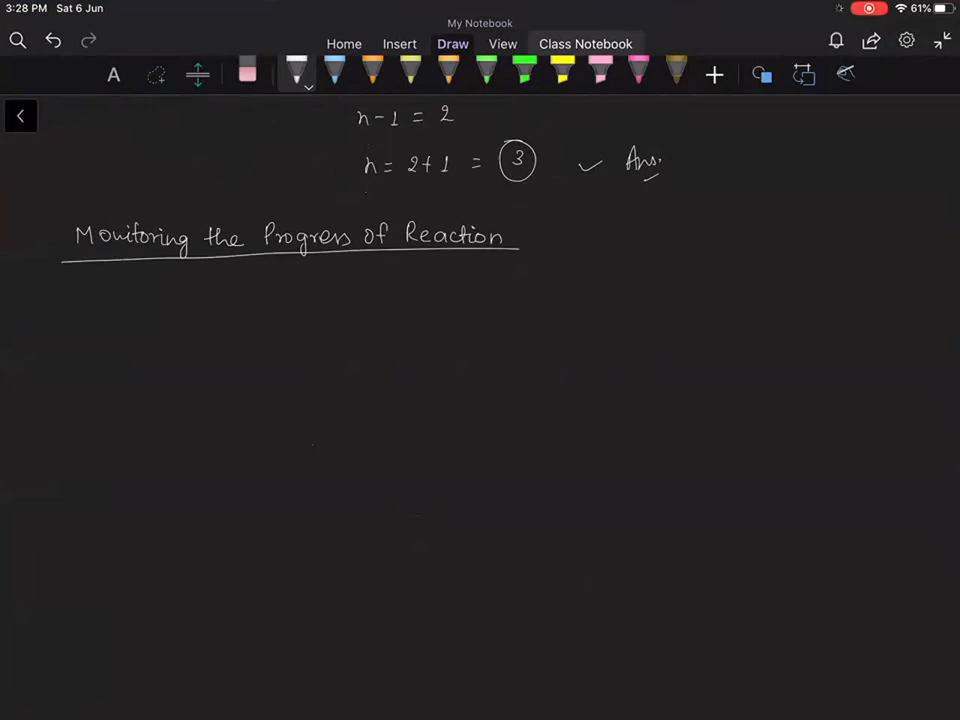 3:28 PM Sat 6 Jun
61%
My Notebook
Home Insert Draw View Class Notebook
A
n-1 = 2
n = 2+1 = 3 ✓ Ans.
Monitoring the Progress of Reaction